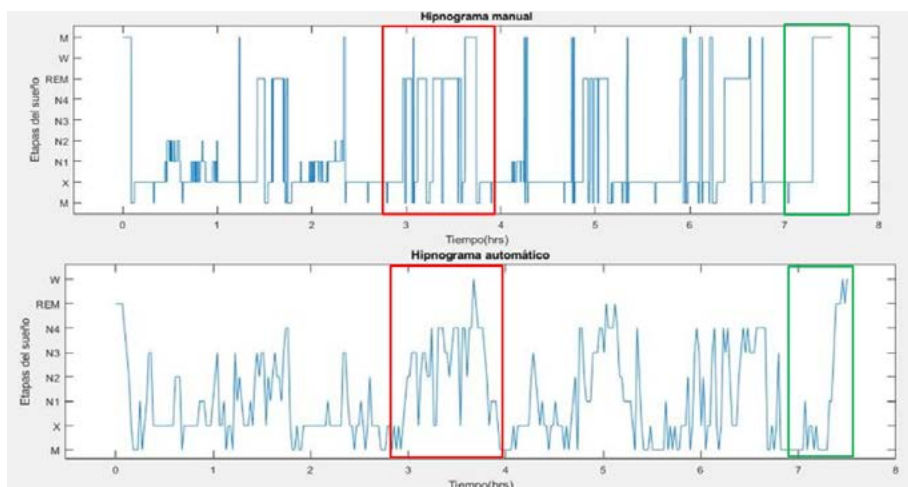 Hipnograma manual
Etapas del sueño
M
W
REM
N4
N3
N2
N1
X
M
0 1 2 3 4 5 6 7 8
Tiempo(hrs)
Hipnograma automático
Etapas del sueño
W
REM
N4
N3
N2
N1
X
M
0 1 2 3 4 5 6 7 8
Tiempo(hrs)